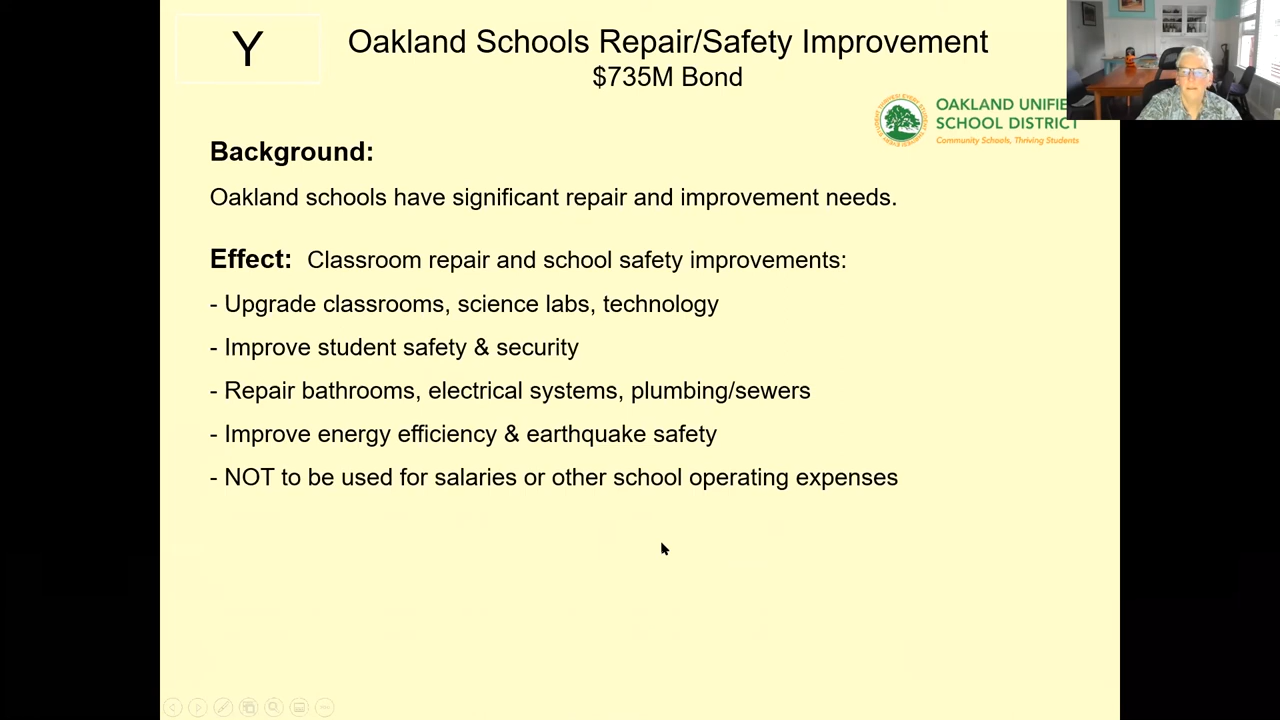 Y
Oakland Schools Repair/Safety Improvement
$735M Bond
OAKLAND UNIFIE
SCHOOL DISTRICT
Community Schools, Thriving Students
Background:
Oakland schools have significant repair and improvement needs.
Effect: Classroom repair and school safety improvements:
- Upgrade classrooms, science labs, technology
- Improve student safety & security
- Repair bathrooms, electrical systems, plumbing/sewers
- Improve energy efficiency & earthquake safety
- NOT to be used for salaries or other school operating expenses